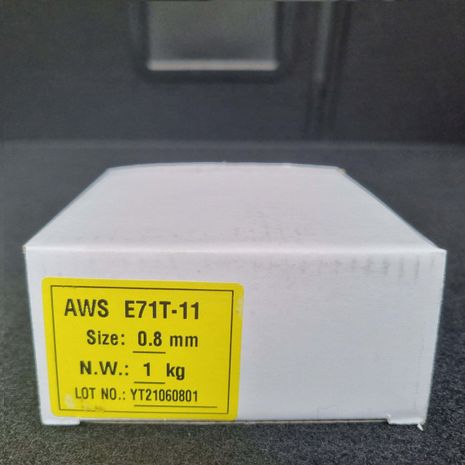 AWS E71T-11
Size: 0.8 mm
N.W.: 1 kg
LOT NO.: YT21060801